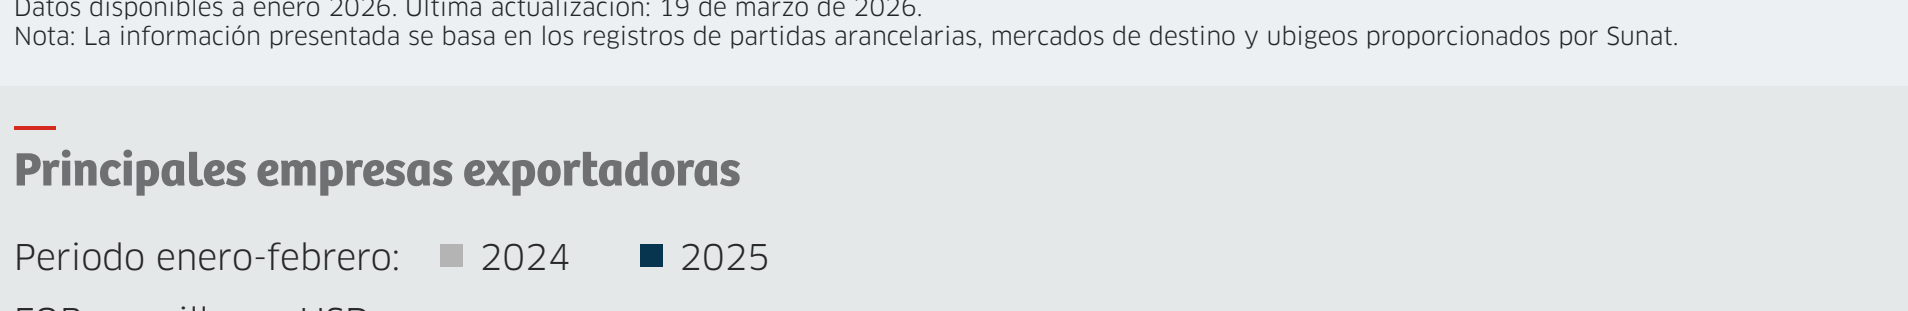 Datos disponibles a enero 2026. Última actualización: 19 de marzo de 2026.
Nota: La información presentada se basa en los registros de partidas arancelarias, mercados de destino y ubigeos proporcionados por Sunat.
Principales empresas exportadoras
Periodo enero-febrero: 2024 2025